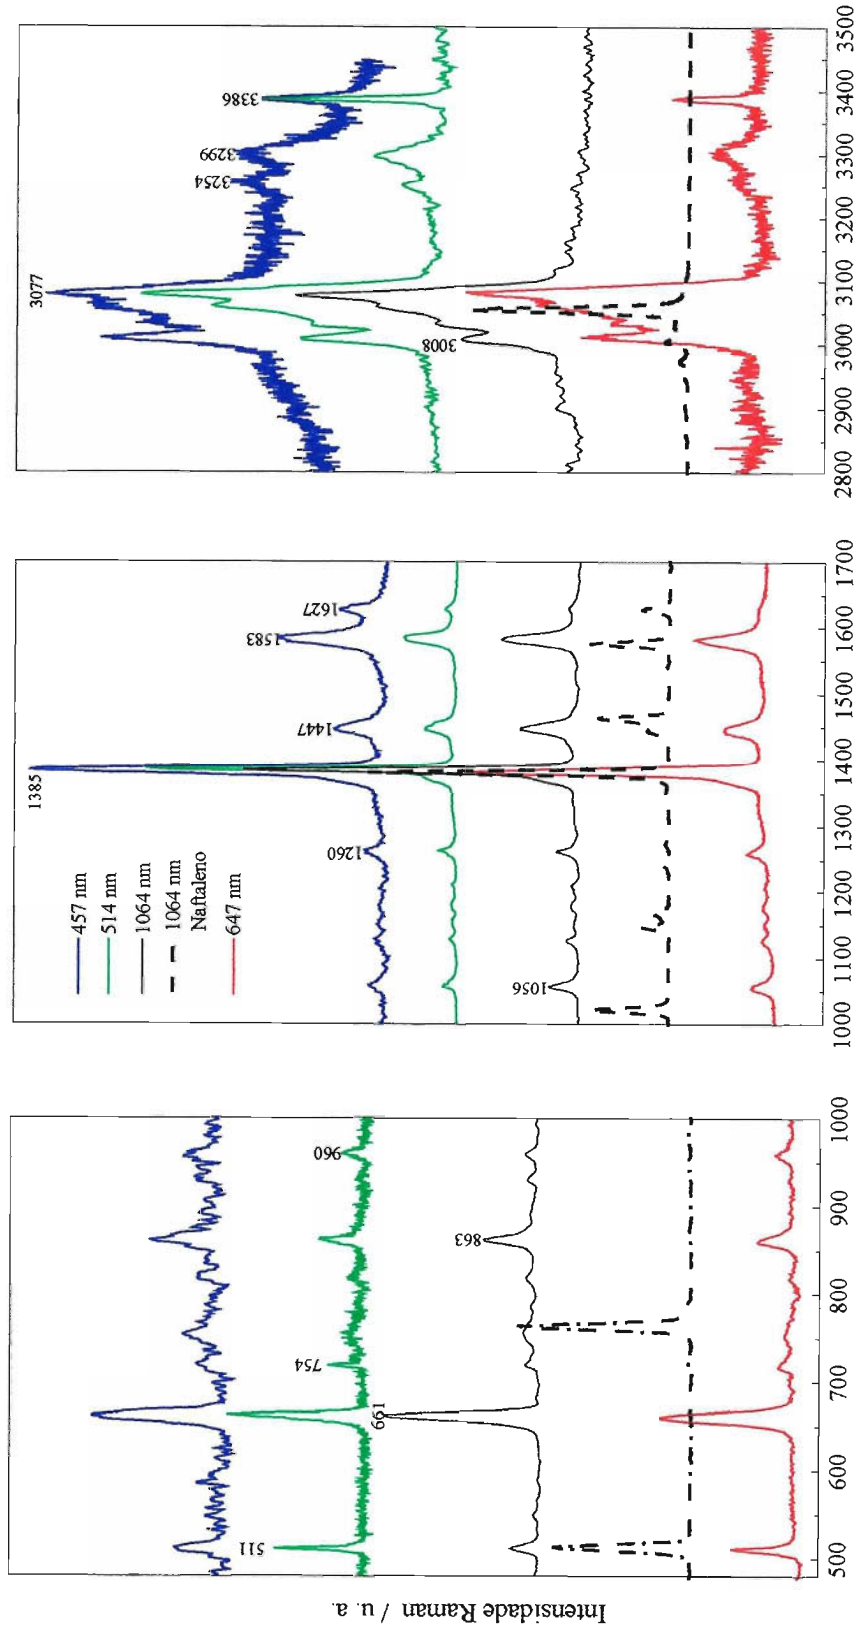 3077
3254
3299
3386
3008
2800 2900 3000 3100 3200 3300 3400 3500
1385
457 nm
514 nm
1064 nm
1064 nm
Naftaleno
647 nm
1260
1447
1583
1627
1056
1000 1100 1200 1300 1400 1500 1600 1700
511
661
754
863
960
500 600 700 800 900 1000
Intensidade Raman / u. a.